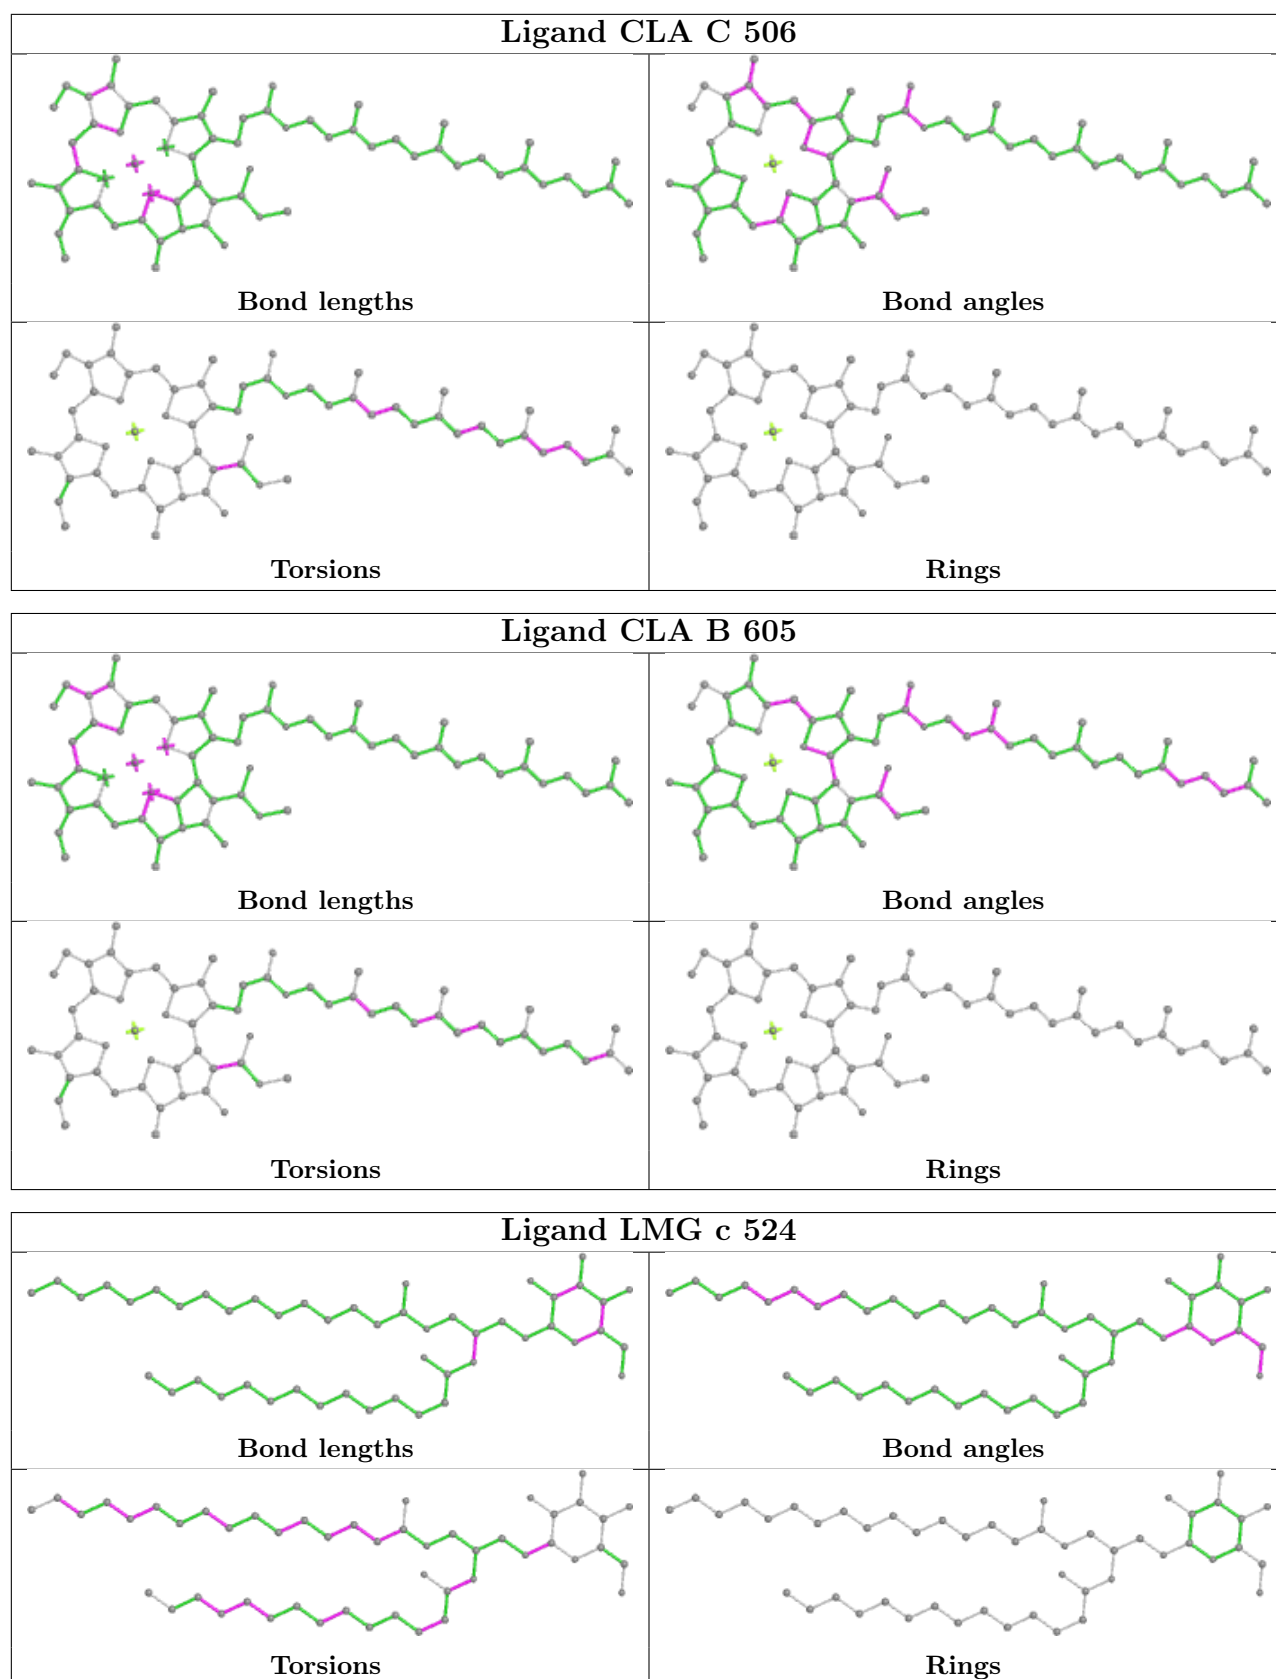 Ligand CLA C 506
Bond lengths
Bond angles
Torsions
Rings
Ligand CLA B 605
Bond lengths
Bond angles
Torsions
Rings
Ligand LMG c 524
Bond lengths
Bond angles
Torsions
Rings